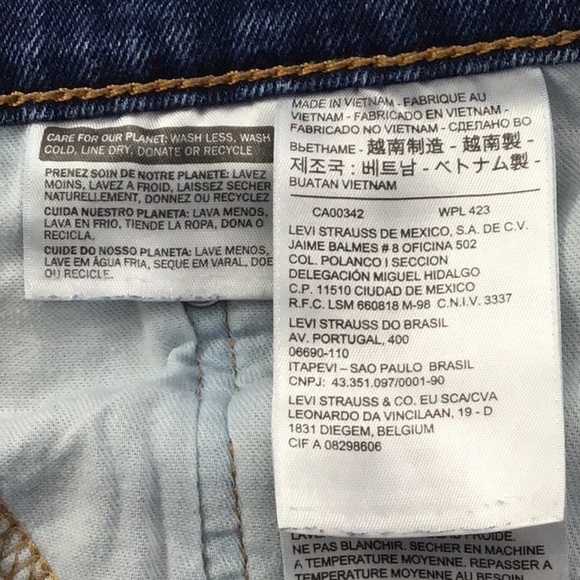 CARE FOR OUR PLANET: WASH LESS, WASH
COLD, LINE DRY, DONATE OR RECYCLE
PRENEZ SOIN DE NOTRE PLANETE: LAVEZ
MOINS, LAVEZ A FROID, LAISSEZ SECHER
NATURELLEMENT, DONNEZ OU RECYCLEZ
CUIDA NUESTRO PLANETA: LAVA MENOS,
LAVA EN FRIO, TIENDE LA ROPA, DONA O
RECICLA.
CUIDE DO NOSSO PLANETA: LAVE MENOS,
LAVE EM ÁGUA FRIA, SEQUE EM VARAL, DOE
OU RECICLE.
MADE IN VIETNAM - FABRIQUE AU
VIETNAM - FABRICADO EN VIETNAM -
FABRICADO NO VIETNAM - СДЕЛАНО ВО
ВЬЕТНАМЕ - 越南制造 - 越南製 -
제조국 : 베트남 - ベトナム製 -
BUATAN VIETNAM
CA00342 WPL 423
LEVI STRAUSS DE MEXICO, S.A. DE C.V.
JAIME BALMES # 8 OFICINA 502
COL. POLANCO I SECCION
DELEGACIÓN MIGUEL HIDALGO
C.P. 11510 CIUDAD DE MEXICO
R.F.C. LSM 660818 M-98 C.N.I.V. 3337
LEVI STRAUSS DO BRASIL
AV. PORTUGAL, 400
06690-110
ITAPEVI – SAO PAULO BRASIL
CNPJ: 43.351.097/0001-90
LEVI STRAUSS & CO. EU SCA/CVA
LEONARDO DA VINCILAAN, 19 - D
1831 DIEGEM, BELGIUM
CIF A 08298606
NE PAS BLANCHIR. SECHER EN MACHINE
A TEMPERATURE MOYENNE. REPASSER A
TEMPERATURE MOYENNE AU BESOIN